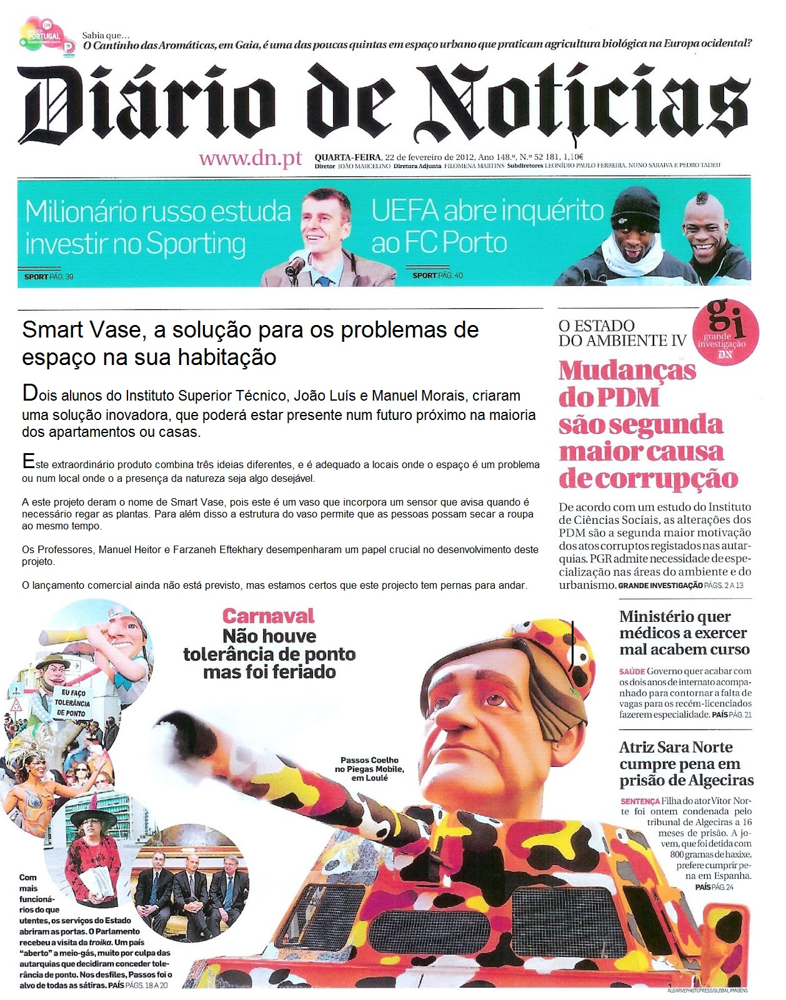 MADE IN
PORTUGAL
DN
Sabia que...
O Cantinho das Aromáticas, em Gaia, é uma das poucas quintas em espaço urbano que praticam agricultura biológica na Europa ocidental?
Diário de Notícias
www.dn.pt
QUARTA-FEIRA, 22 de fevereiro de 2012, Ano 148.º, N.º 52 181, 1,10€
Diretor JOÃO MARCELINO Diretora Adjunta FILOMENA MARTINS Subdiretores LEONÍDIO PAULO FERREIRA, NUNO SARAIVA E PEDRO TADEU
Milionário russo estuda
investir no Sporting
SPORT PÁG. 39
UEFA abre inquérito
ao FC Porto
SPORT PÁG. 40
Smart Vase, a solução para os problemas de
espaço na sua habitação
Dois alunos do Instituto Superior Técnico, João Luís e Manuel Morais, criaram
uma solução inovadora, que poderá estar presente num futuro próximo na maioria
dos apartamentos ou casas.
Este extraordinário produto combina três ideias diferentes, e é adequado a locais onde o espaço é um problema
ou num local onde o a presença da natureza seja algo desejável.
A este projeto deram o nome de Smart Vase, pois este é um vaso que incorpora um sensor que avisa quando é
necessário regar as plantas. Para além disso a estrutura do vaso permite que as pessoas possam secar a roupa
ao mesmo tempo.
Os Professores, Manuel Heitor e Farzaneh Eftekhary desempenharam um papel crucial no desenvolvimento deste
projeto.
O lançamento comercial ainda não está previsto, mas estamos certos que este projecto tem pernas para andar.
O ESTADO
DO AMBIENTE IV
gi
grande
investigação
DN
Mudanças
do PDM
são segunda
maior causa
de corrupção
De acordo com um estudo do Instituto
de Ciências Sociais, as alterações dos
PDM são a segunda maior motivação
dos atos corruptos registados nas autar-
quias. PGR admite necessidade de espe-
cialização nas áreas do ambiente e do
urbanismo. GRANDE INVESTIGAÇÃO PÁGS. 2 A 13
Ministério quer
médicos a exercer
mal acabem curso
SAÚDE Governo quer acabar com
os dois anos de internato acompa-
nhado para contornar a falta de
vagas para os recém-licenciados
fazerem especialidade. PAÍS PÁG. 21
Atriz Sara Norte
cumpre pena em
prisão de Algeciras
SENTENÇA Filha do ator Vítor Nor-
te foi ontem condenada pelo
tribunal de Algeciras a 16
meses de prisão. A jo-
vem, que foi detida com
800 gramas de haxixe,
prefere cumprir pe-
na em Espanha.
PAÍS PÁG. 24
Carnaval
Não houve
tolerância de ponto
mas foi feriado
EU FAÇO
TOLERÂNCIA
DE PONTO
Passos Coelho
no Piegas Mobile,
em Loulé
Com
mais
funcioná-
rios do que
utentes, os serviços do Estado
abriram as portas. O Parlamento
recebeu a visita da troika. Um país
“aberto” a meio-gás, muito por culpa das
autarquias que decidiram conceder tole-
rância de ponto. Nos desfiles, Passos foi o
alvo de todas as sátiras. PAÍS PÁGS. 18 A 20
ALGARVEPHOTOPRESS/GLOBAL IMAGENS